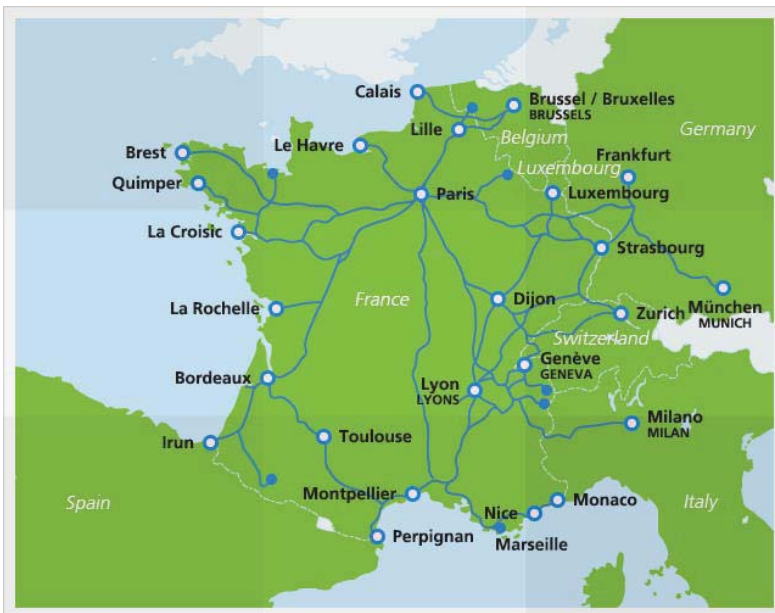 Calais
Brussel / Bruxelles
BRUSSELS
Lille
Belgium
Germany
Le Havre
Brest
Frankfurt
Luxembourg
Quimper
Paris
Luxembourg
La Croisic
Strasbourg
La Rochelle
France
Dijon
Zurich
München
MUNICH
Switzerland
Genève
GENEVA
Bordeaux
Lyon
LYONS
Milano
MILAN
Irun
Toulouse
Spain
Montpellier
Nice
Monaco
Italy
Perpignan
Marseille